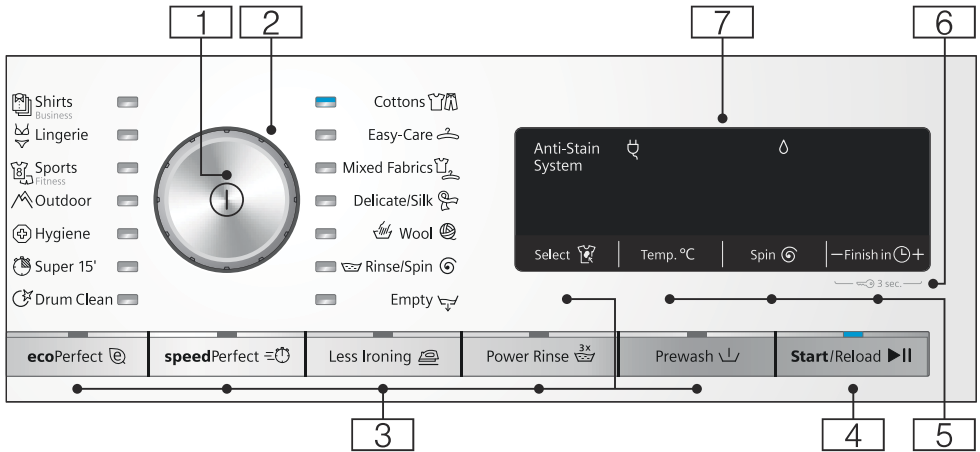 1
2
7
6
Shirts
Business
Lingerie
Sports
Fitness
Outdoor
Hygiene
Super 15'
Drum Clean
Cottons
Easy-Care
Mixed Fabrics
Delicate/Silk
Wool
Rinse/Spin
Empty
Anti-Stain
System
Select
Temp. °C
Spin
−Finish in +
3 sec.
ecoPerfect
speedPerfect
Less Ironing
Power Rinse 3x
Prewash
Start/Reload
3
4
5